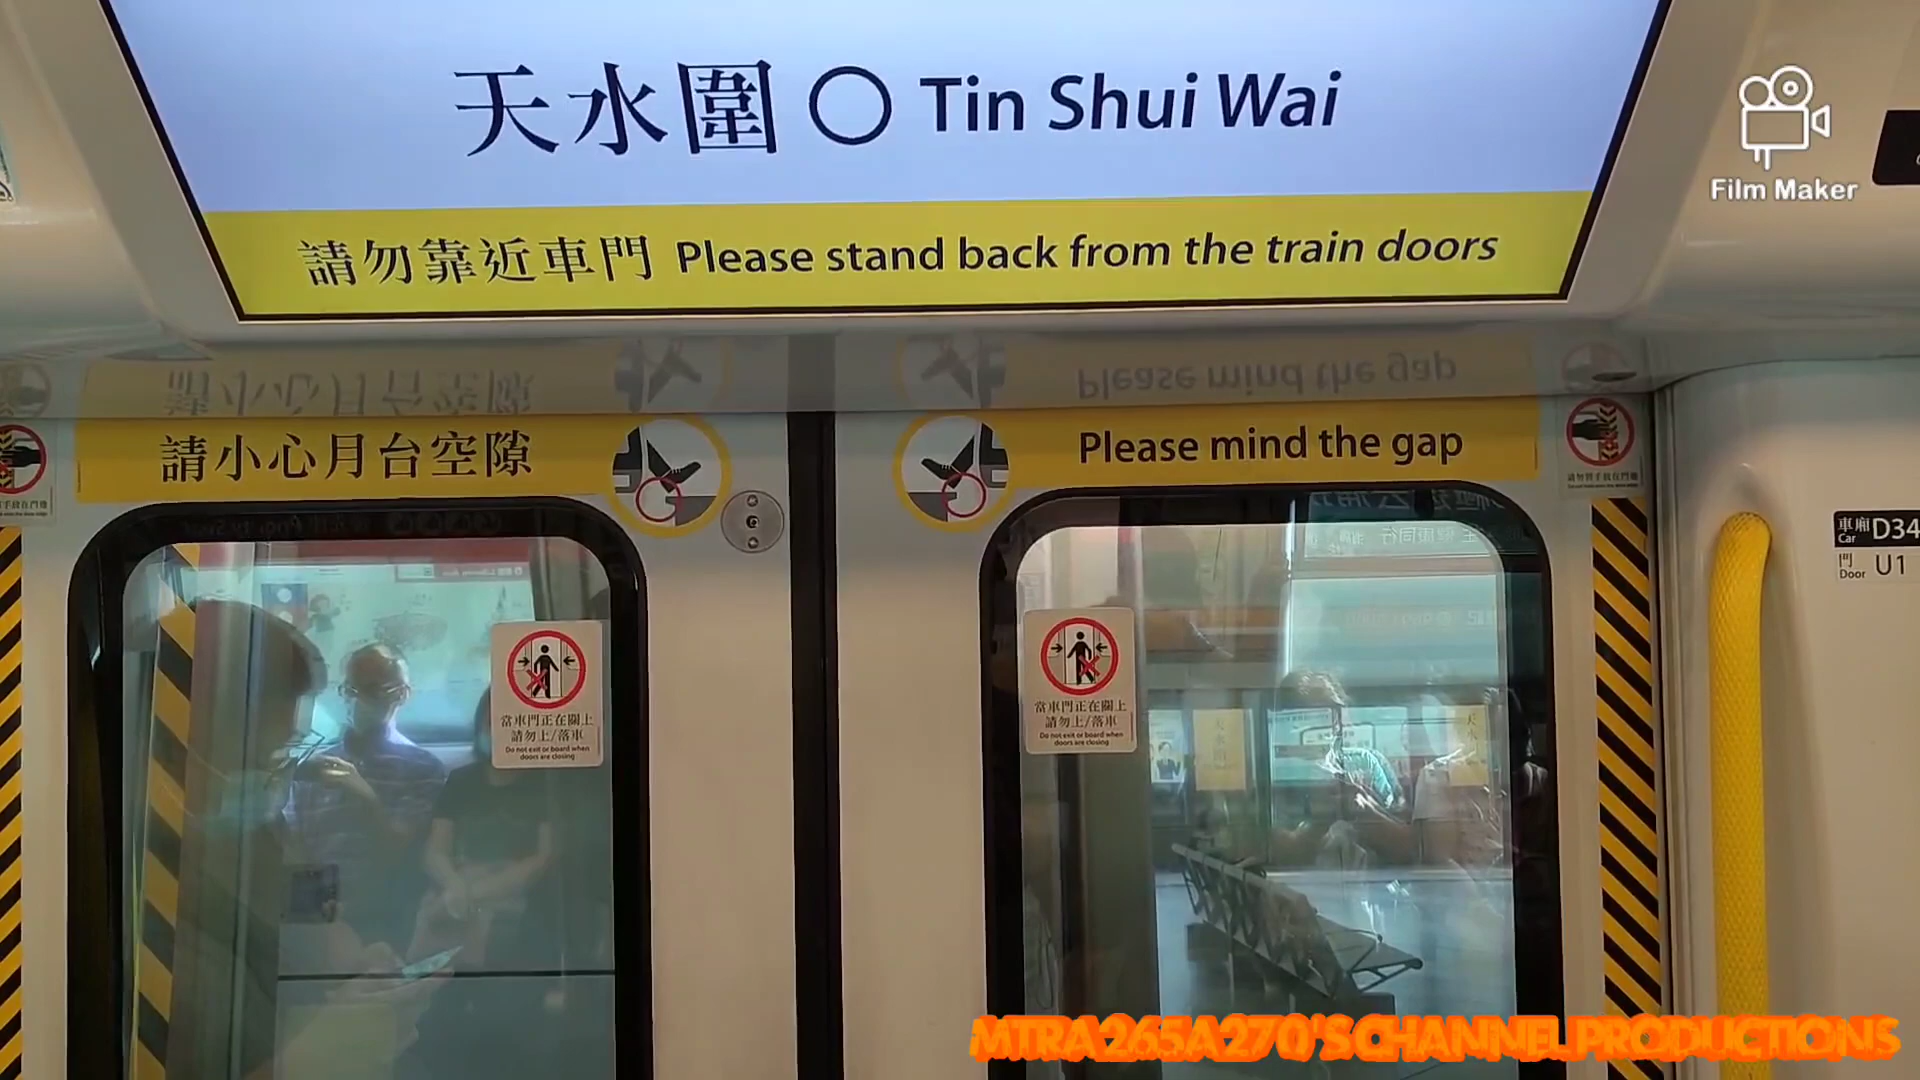 天水圍 Tin Shui Wai
請勿靠近車門 Please stand back from the train doors
Film Maker
請小心月台空隙
Please mind the gap
車廂 Car D34
門 Door U1
當車門正在關上
請勿上/落車
Do not exit or board when
doors are closing
當車門正在關上
請勿上/落車
Do not exit or board when
doors are closing
MTRA265A270'S CHANNEL PRODUCTIONS